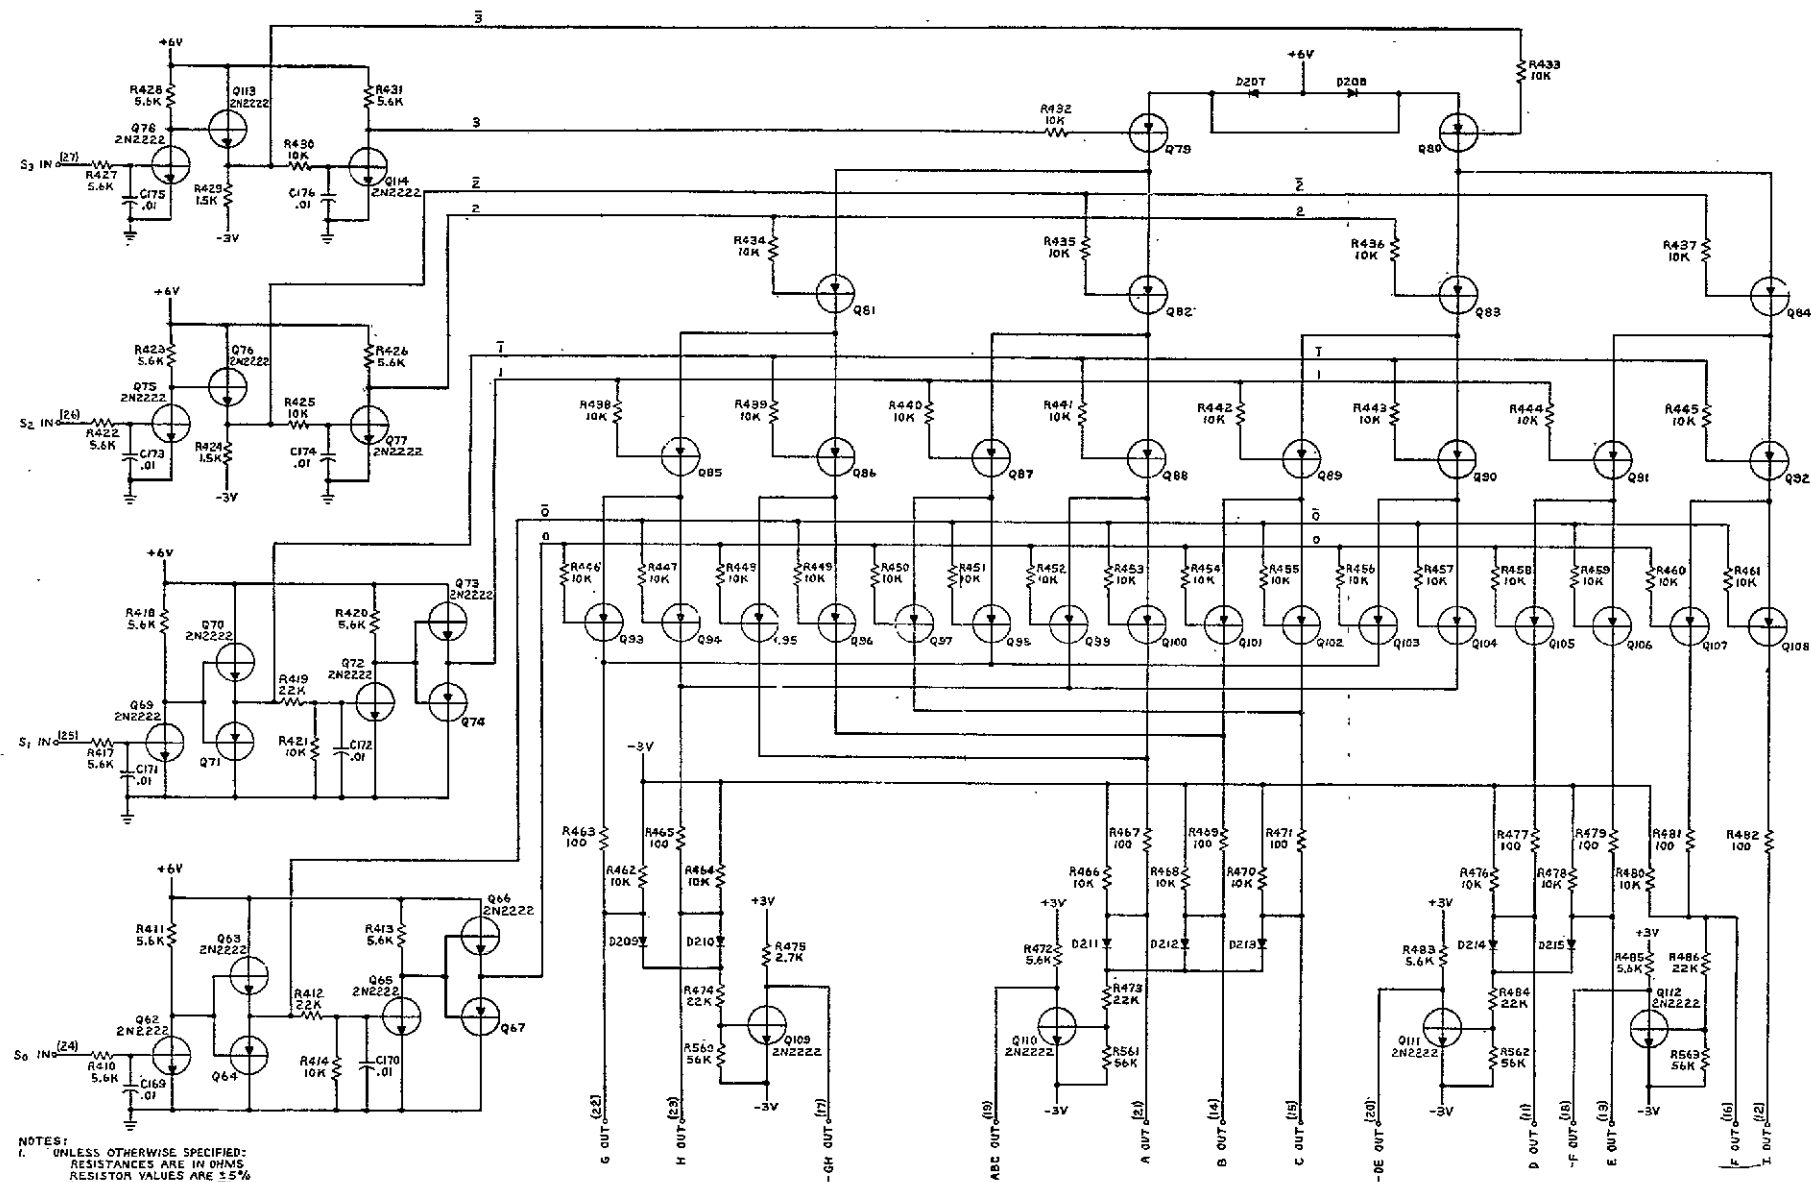 3̅
+6V
R428
5.6K
Q113
2N2222
R431
5.6K
Q78
2N2222
R430
10K
S3 IN
(27)
R427
5.6K
C175
.01
R429
1.5K
C176
.01
Q114
2N2222
-3V
3
R432
10K
D207
+6V
D208
R433
10K
Q79
Q80
2̅
2̅
2
2
R434
10K
R435
10K
R436
10K
R437
10K
Q81
Q82
Q83
Q84
+6V
R423
5.6K
Q76
2N2222
R426
5.6K
Q75
2N2222
R425
10K
S2 IN
(26)
R422
5.6K
C173
.01
R424
1.5K
C174
.01
Q77
2N2222
-3V
1̅
1̅
1
1
R438
10K
R439
10K
R440
10K
R441
10K
R442
10K
R443
10K
R444
10K
R445
10K
Q85
Q86
Q87
Q88
Q89
Q90
Q91
Q92
0̅
0̅
0
0
R446
10K
R447
10K
R448
10K
R449
10K
R450
10K
R451
10K
R452
10K
R453
10K
R454
10K
R455
10K
R456
10K
R457
10K
R458
10K
R459
10K
R460
10K
R461
10K
Q93
Q94
Q95
Q96
Q97
Q98
Q99
Q100
Q101
Q102
Q103
Q104
Q105
Q106
Q107
Q108
+6V
R418
5.6K
Q70
2N2222
R420
5.6K
Q73
2N2222
Q72
2N2222
R419
22K
Q69
2N2222
Q74
S1 IN
(25)
R417
5.6K
C171
.01
Q71
R421
10K
C172
.01
-3V
R463
100
R465
100
R467
100
R469
100
R471
100
R477
100
R479
100
R481
100
R482
100
R462
10K
R464
10K
R466
10K
R468
10K
R470
10K
R476
10K
R478
10K
R480
10K
+6V
R411
5.6K
Q63
2N2222
R413
5.6K
Q66
2N2222
Q65
2N2222
R412
22K
Q62
2N2222
Q67
S0 IN
(24)
R410
5.6K
C169
.01
Q64
R414
10K
C170
.01
D209
D210
+3V
R475
2.7K
R474
22K
Q109
2N2222
R560
56K
-3V
+3V
R472
5.6K
D211
D212
D213
R473
22K
Q110
2N2222
R561
56K
-3V
+3V
R483
5.6K
D214
D215
R484
22K
Q111
2N2222
R562
56K
-3V
+3V
R485
5.6K
R486
22K
Q112
2N2222
R563
56K
-3V
G OUT (22)
H OUT (23)
-GH OUT (17)
ABC OUT (19)
A OUT (21)
B OUT (14)
C OUT (15)
-DE OUT (20)
D OUT (11)
-F OUT (18)
E OUT (13)
F OUT (16)
I OUT (12)
NOTES:
1. UNLESS OTHERWISE SPECIFIED:
RESISTANCES ARE IN OHMS
RESISTOR VALUES ARE ±5%